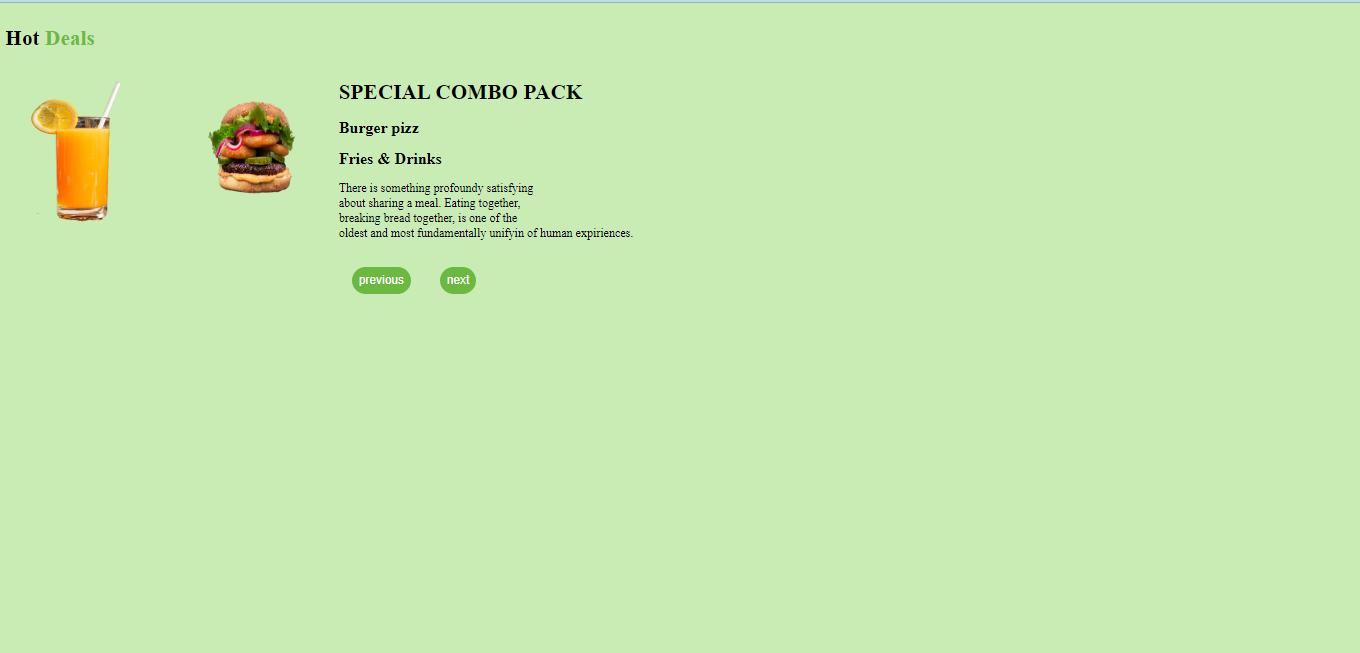 Hot Deals
SPECIAL COMBO PACK
Burger pizz
Fries & Drinks
There is something profoundy satisfying
about sharing a meal. Eating together,
breaking bread together, is one of the
oldest and most fundamentally unifyin of human expiriences.
previous next